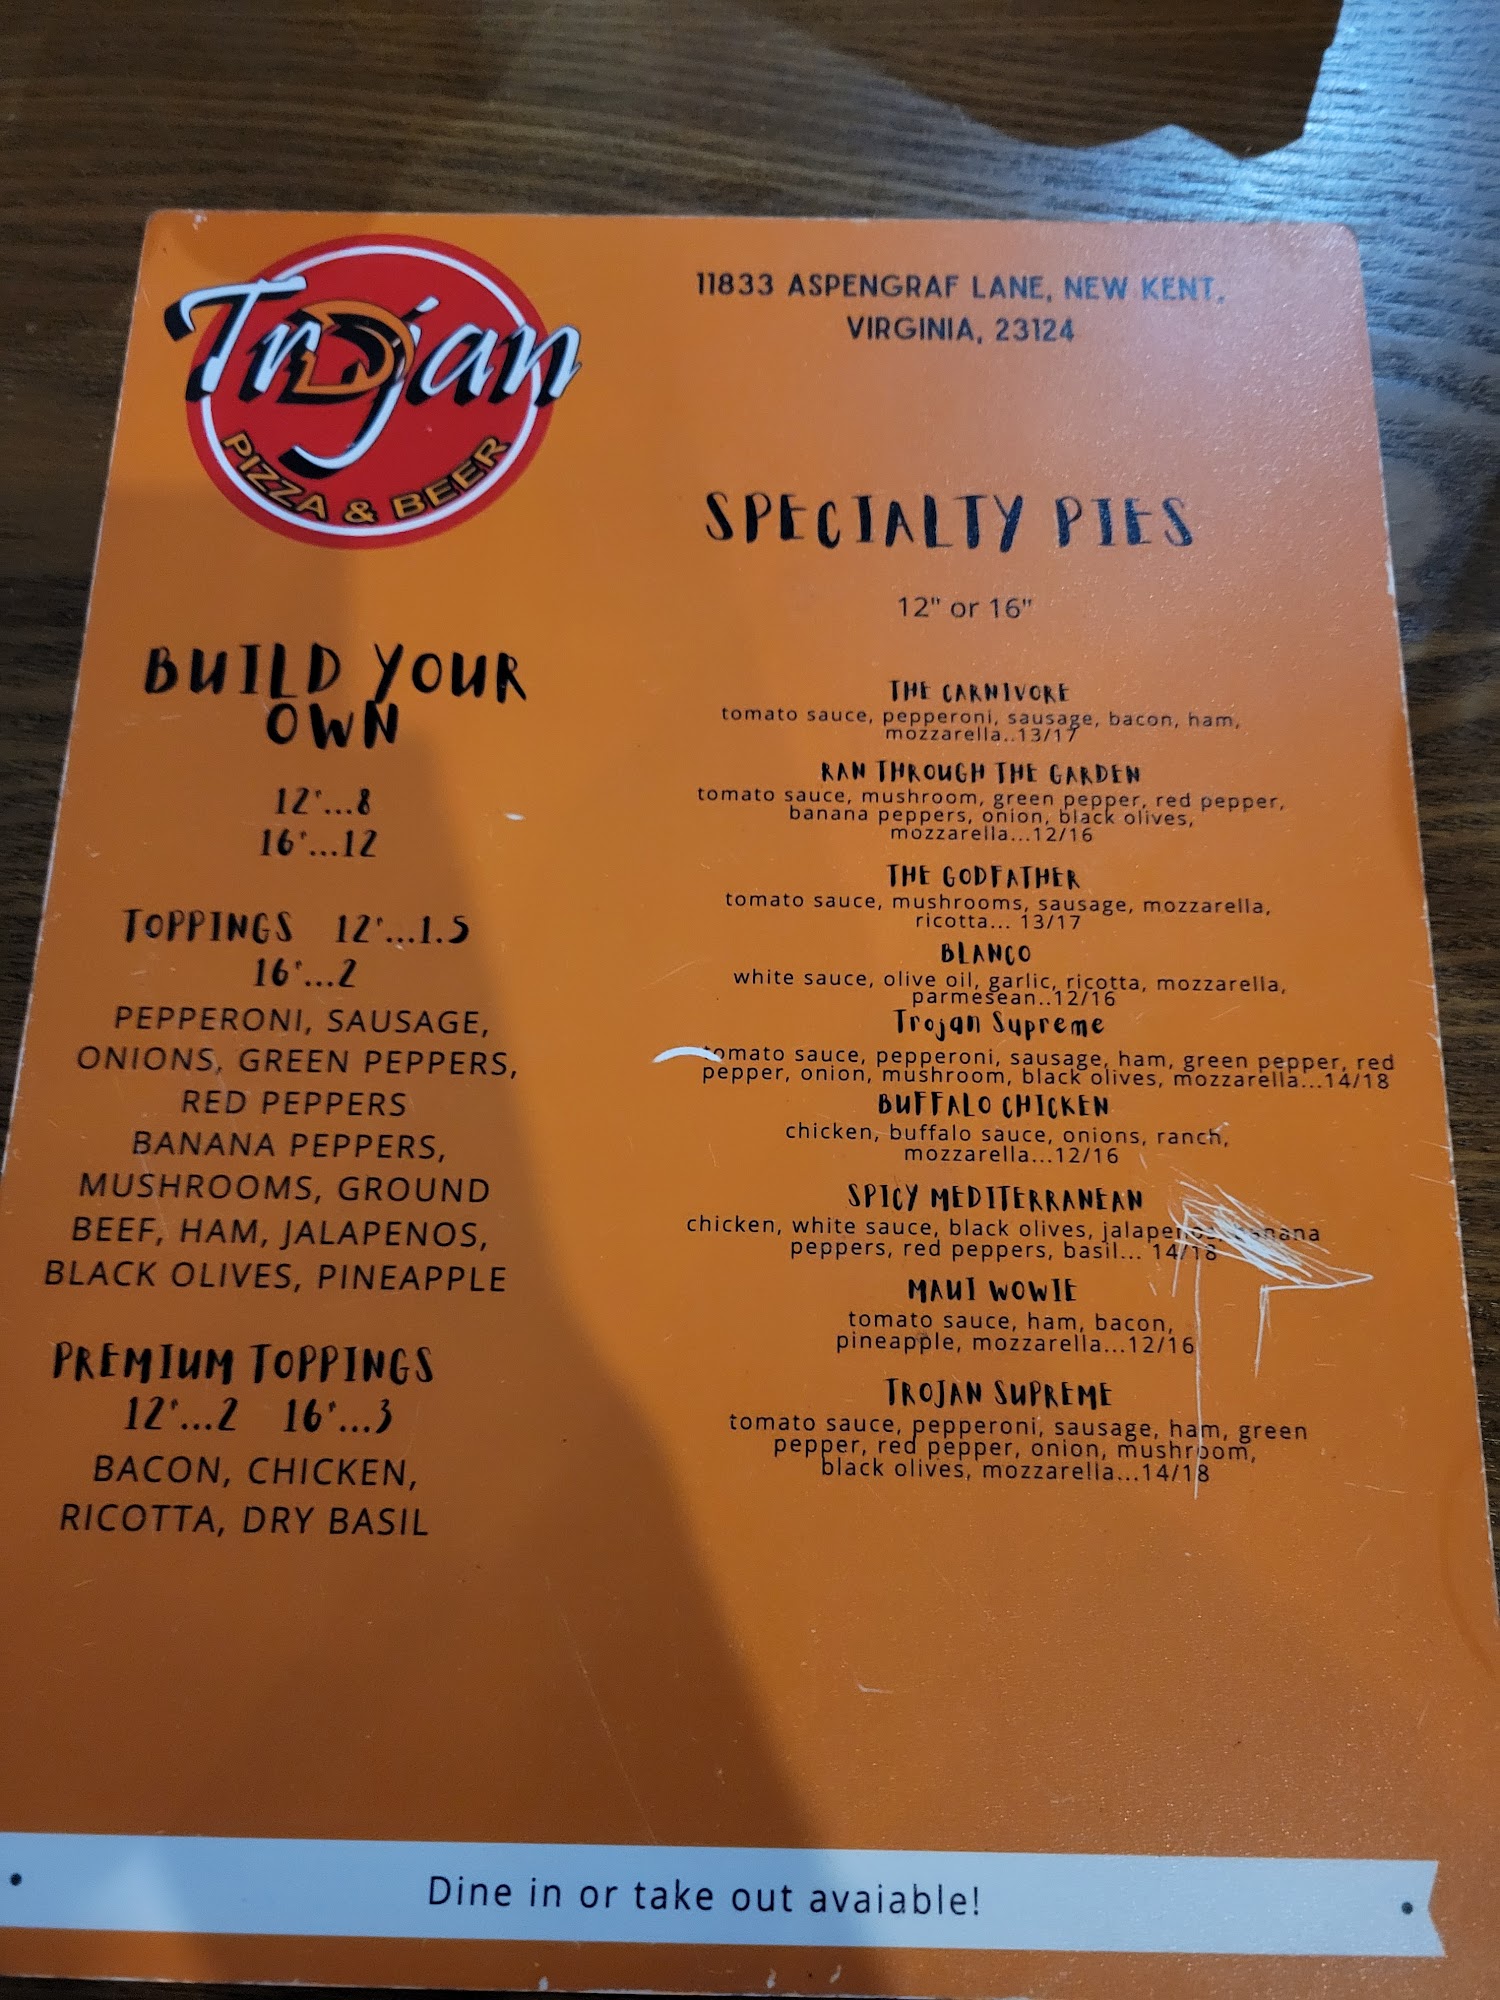 Trojan
PIZZA & BEER
11833 ASPENGRAF LANE, NEW KENT,
VIRGINIA, 23124
BUILD YOUR
OWN
12"...8
16"...12
TOPPINGS 12"...1.5
16"...2
PEPPERONI, SAUSAGE,
ONIONS, GREEN PEPPERS,
RED PEPPERS
BANANA PEPPERS,
MUSHROOMS, GROUND
BEEF, HAM, JALAPENOS,
BLACK OLIVES, PINEAPPLE
PREMIUM TOPPINGS
12"...2 16"...3
BACON, CHICKEN,
RICOTTA, DRY BASIL
SPECIALTY PIES
12" or 16"
THE CARNIVORE
tomato sauce, pepperoni, sausage, bacon, ham,
mozzarella..13/17
RAN THROUGH THE GARDEN
tomato sauce, mushroom, green pepper, red pepper,
banana peppers, onion, black olives,
mozzarella...12/16
THE GODFATHER
tomato sauce, mushrooms, sausage, mozzarella,
ricotta... 13/17
BLANCO
white sauce, olive oil, garlic, ricotta, mozzarella,
parmesean..12/16
Trojan Supreme
tomato sauce, pepperoni, sausage, ham, green pepper, red
pepper, onion, mushroom, black olives, mozzarella...14/18
BUFFALO CHICKEN
chicken, buffalo sauce, onions, ranch,
mozzarella...12/16
SPICY MEDITERRANEAN
chicken, white sauce, black olives, jalapenos, banana
peppers, red peppers, basil... 14/18
MAUI WOWIE
tomato sauce, ham, bacon,
pineapple, mozzarella...12/16
TROJAN SUPREME
tomato sauce, pepperoni, sausage, ham, green
pepper, red pepper, onion, mushroom,
black olives, mozzarella...14/18
Dine in or take out avaiable!